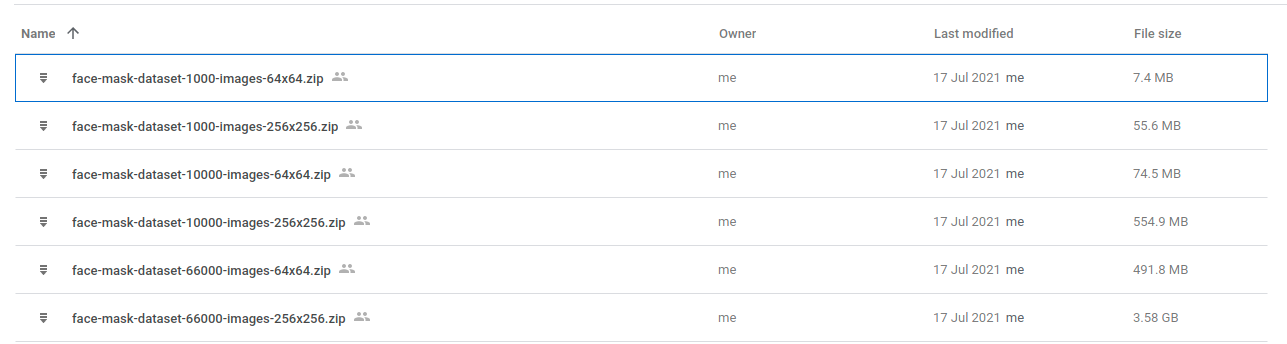 Name Owner Last modified File size
face-mask-dataset-1000-images-64x64.zip me 17 Jul 2021 me 7.4 MB
face-mask-dataset-1000-images-256x256.zip me 17 Jul 2021 me 55.6 MB
face-mask-dataset-10000-images-64x64.zip me 17 Jul 2021 me 74.5 MB
face-mask-dataset-10000-images-256x256.zip me 17 Jul 2021 me 554.9 MB
face-mask-dataset-66000-images-64x64.zip me 17 Jul 2021 me 491.8 MB
face-mask-dataset-66000-images-256x256.zip me 17 Jul 2021 me 3.58 GB